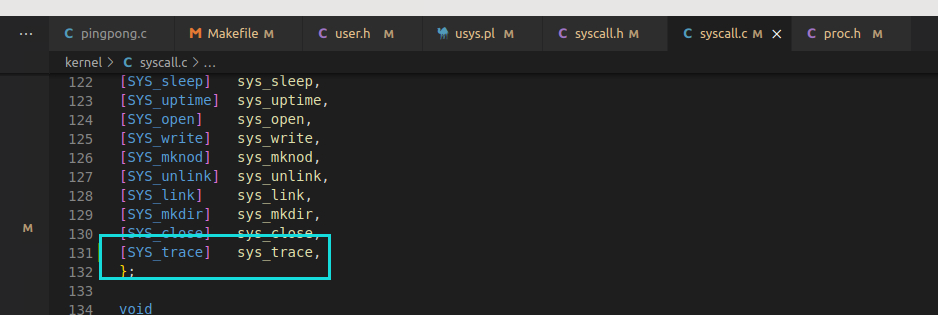 ... pingpong.c Makefile M user.h M usys.pl M syscall.h M syscall.c M × proc.h M
kernel > C syscall.c > ...
122 [SYS_sleep] sys_sleep,
123 [SYS_uptime] sys_uptime,
124 [SYS_open] sys_open,
125 [SYS_write] sys_write,
126 [SYS_mknod] sys_mknod,
127 [SYS_unlink] sys_unlink,
128 [SYS_link] sys_link,
129 [SYS_mkdir] sys_mkdir,
M
130 [SYS_close] sys_close,
131 [SYS_trace] sys_trace,
132 };
133
134 void